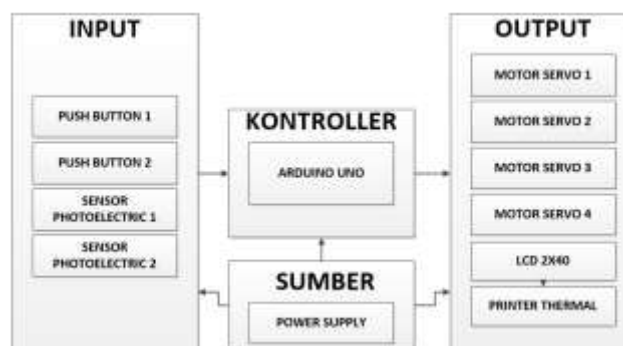 INPUT
PUSH BUTTON 1
PUSH BUTTON 2
SENSOR
PHOTOELECTRIC 1
SENSOR
PHOTOELECTRIC 2
KONTROLLER
ARDUINO UNO
SUMBER
POWER SUPPLY
OUTPUT
MOTOR SERVO 1
MOTOR SERVO 2
MOTOR SERVO 3
MOTOR SERVO 4
LCD 2X40
PRINTER THERMAL